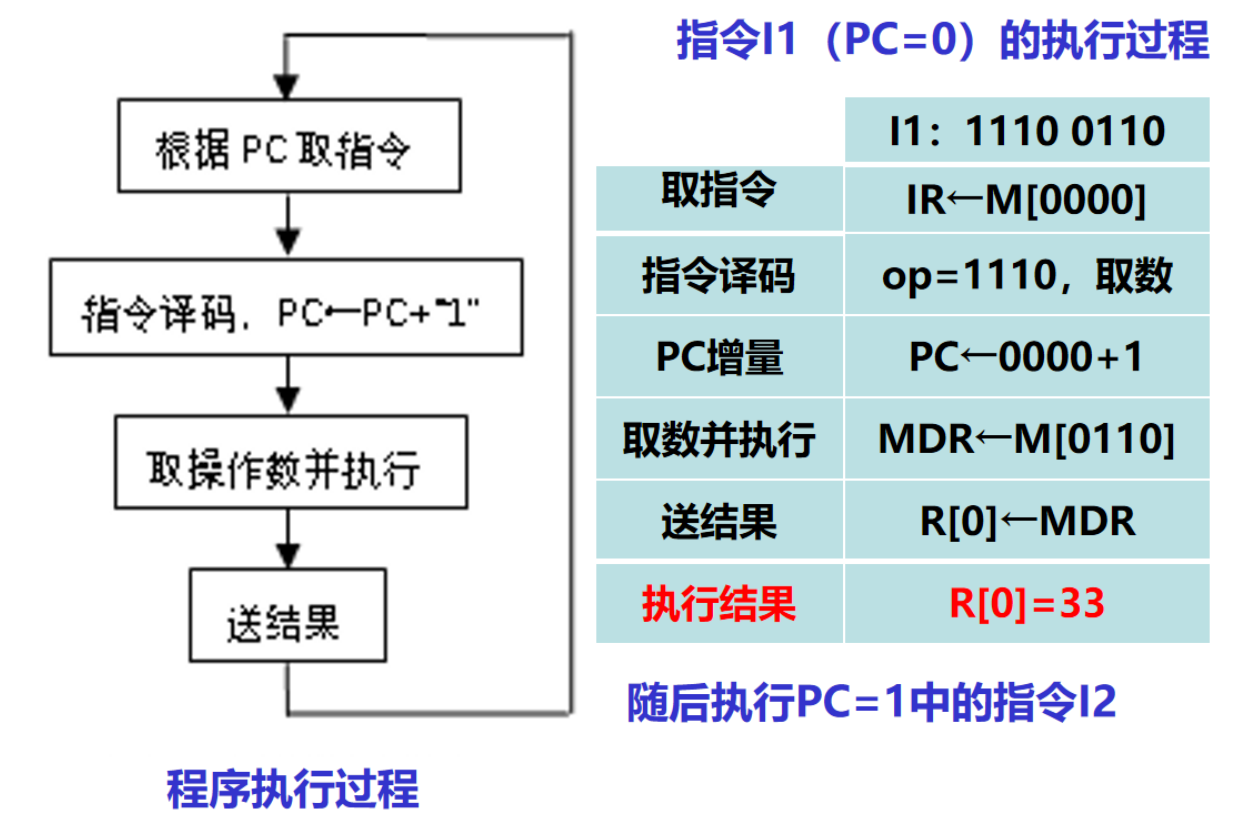 指令I1（PC=0）的执行过程
根据 PC 取指令
指令译码．PC←PC+"1"
取操作数并执行
送结果
程序执行过程
I1：1110 0110
取指令 IR←M[0000]
指令译码 op=1110，取数
PC增量 PC←0000+1
取数并执行 MDR←M[0110]
送结果 R[0]←MDR
执行结果 R[0]=33
随后执行PC=1中的指令I2